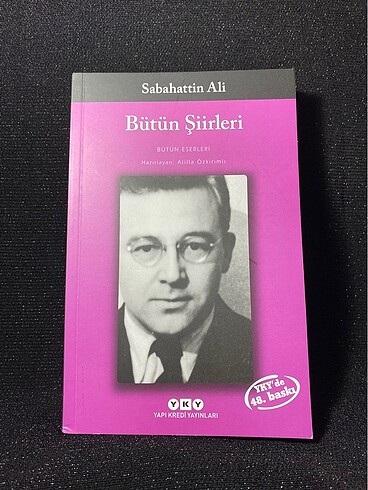 Sabahattin Ali
Bütün Şiirleri
BÜTÜN ESERLERİ
Hazırlayan: Atilla Özkırımlı
YKY'de
48. baskı
YKY
YAPI KREDİ YAYINLARI